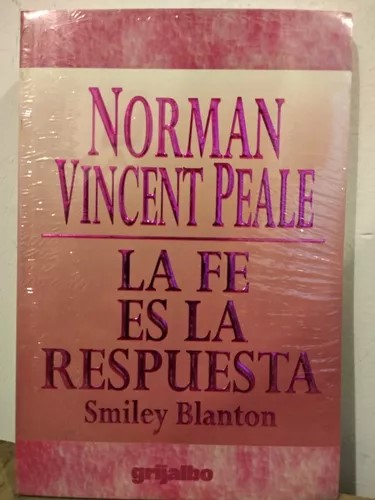 NORMAN
VINCENT PEALE
LA FE
ES LA
RESPUESTA
Smiley Blanton
grijalbo